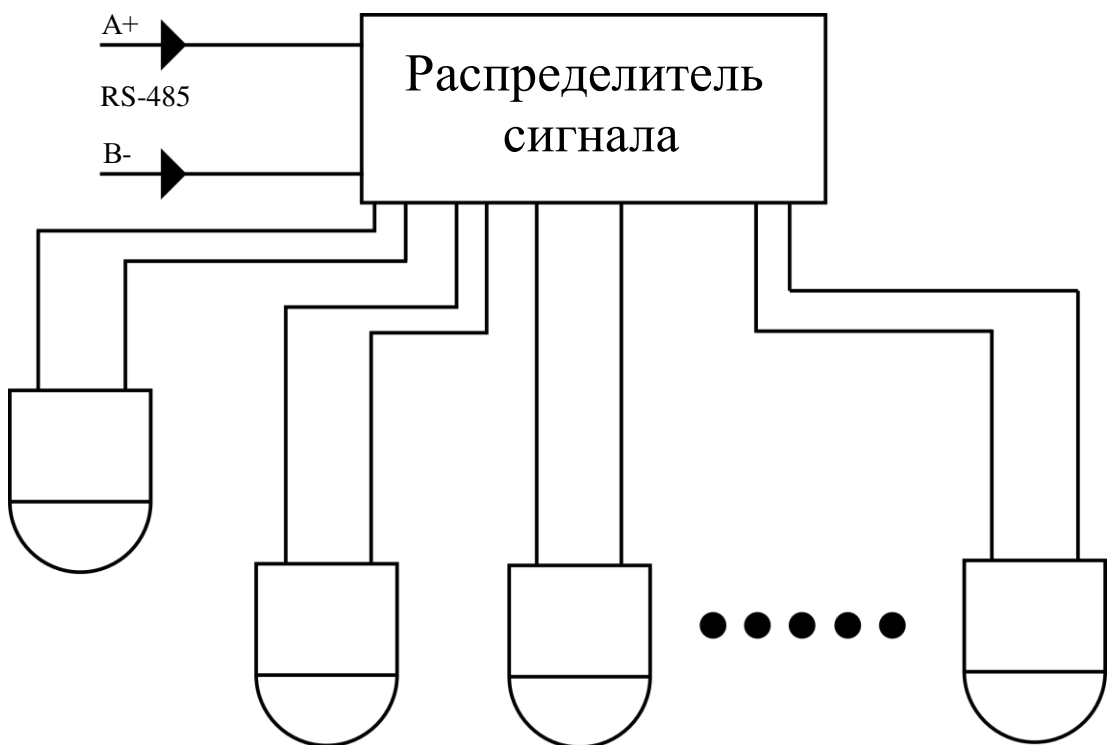 A+
RS-485
B-
Распределитель
сигнала